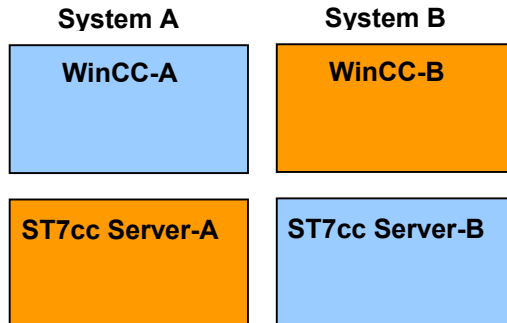 System A
System B
WinCC-A
WinCC-B
ST7cc Server-A
ST7cc Server-B